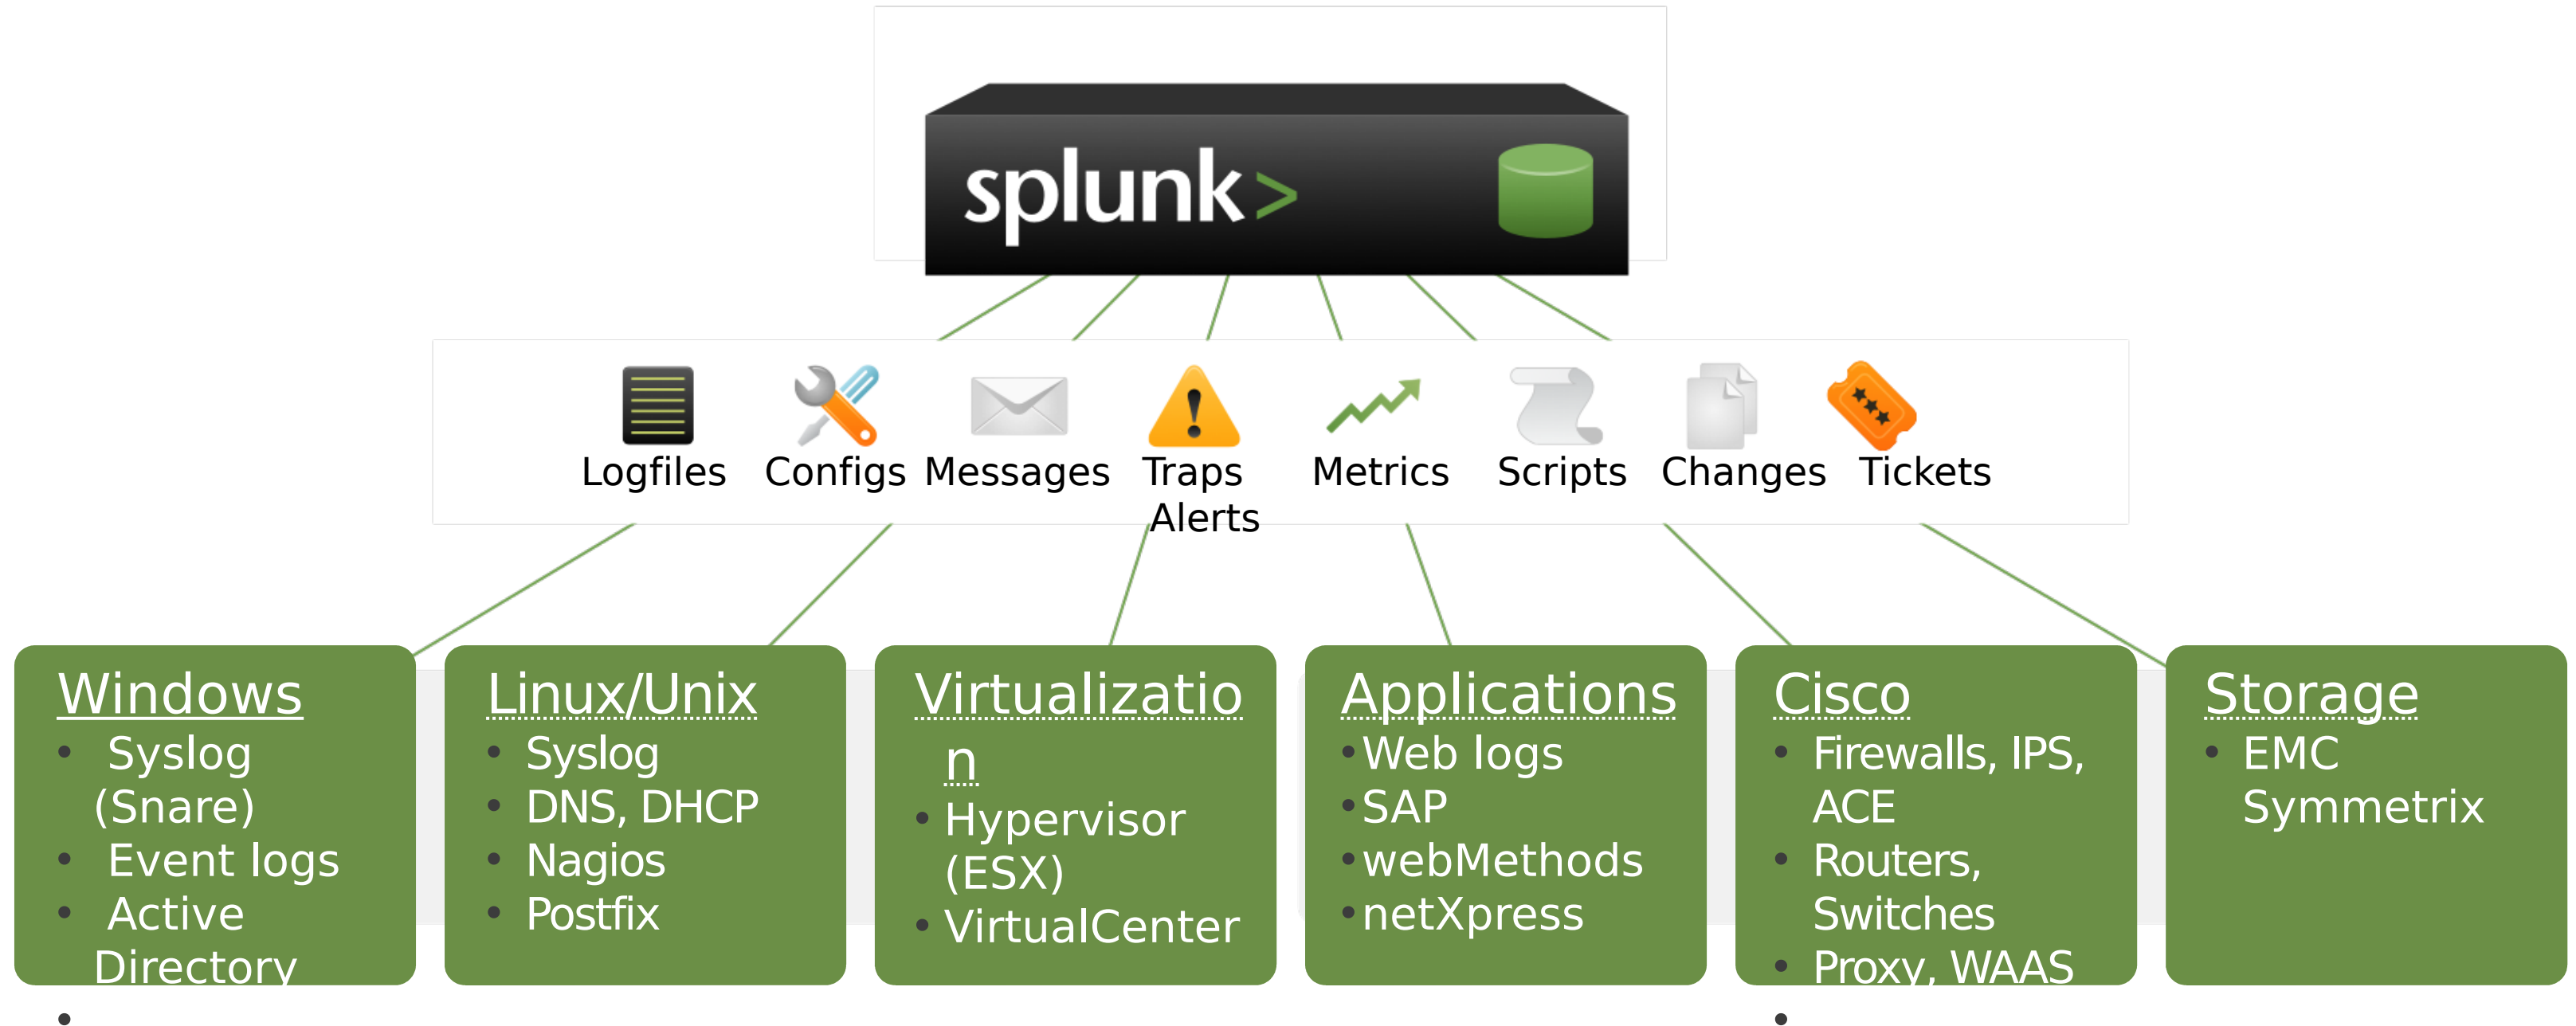 splunk>
Logfiles
Configs
Messages
Traps
Alerts
Metrics
Scripts
Changes
Tickets
Windows
• Syslog
(Snare)
• Event logs
• Active
Directory
•
Linux/Unix
• Syslog
• DNS, DHCP
• Nagios
• Postfix
Virtualizatio
n
• Hypervisor
(ESX)
• VirtualCenter
Applications
• Web logs
• SAP
• webMethods
• netXpress
Cisco
• Firewalls, IPS,
ACE
• Routers,
Switches
• Proxy, WAAS
•
Storage
• EMC
Symmetrix